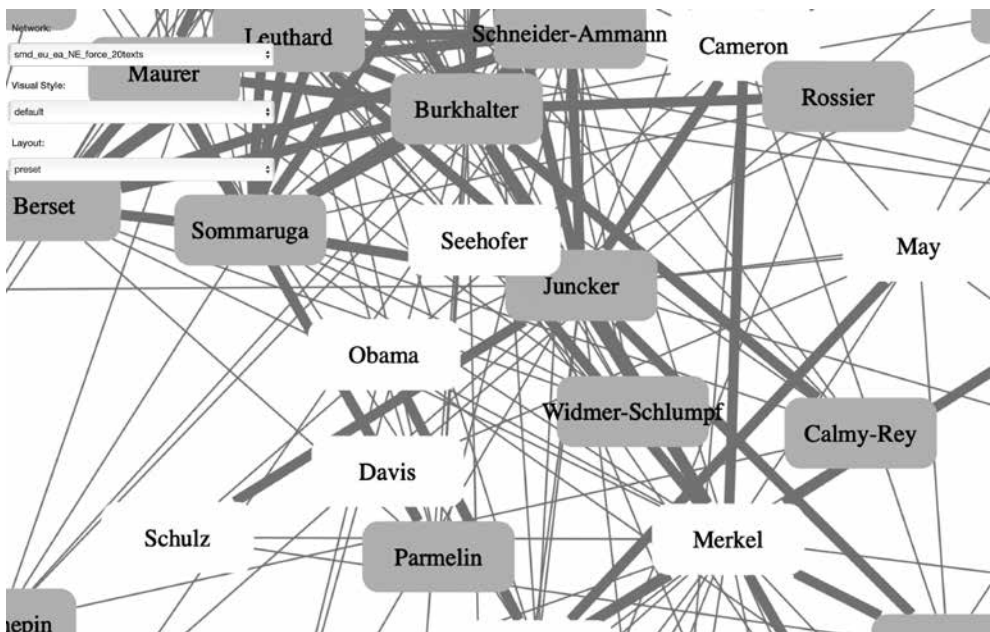 Network:
smd_eu_ea_NE_force_20texts
Visual Style:
default
Layout:
preset
Leuthard
Schneider-Ammann
Cameron
Maurer
Burkhalter
Rossier
Berset
Sommaruga
Seehofer
May
Juncker
Obama
Widmer-Schlumpf
Calmy-Rey
Davis
Schulz
Parmelin
Merkel
nepin